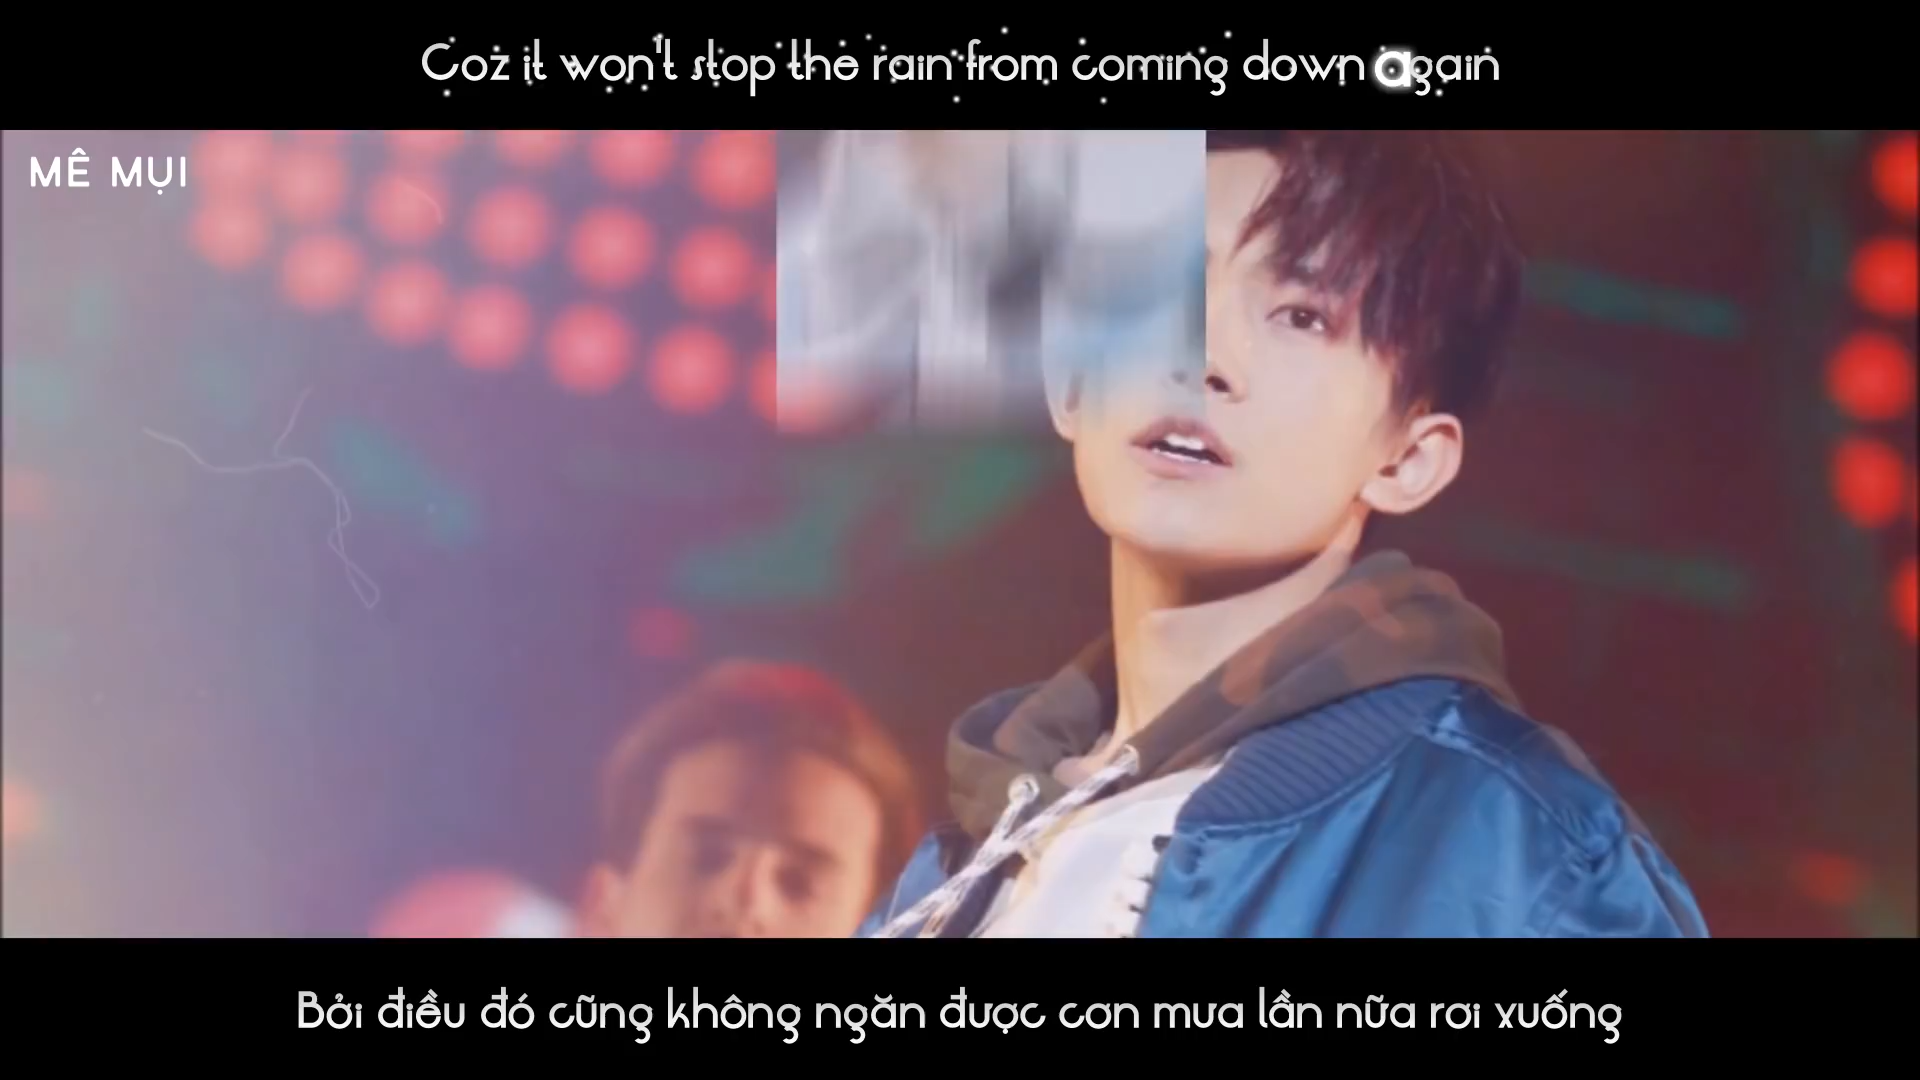 Coz it won't stop the rain from coming down again
MÊ MỤI
Bởi điều đó cũng không ngăn được cơn mưa lần nữa rơi xuống